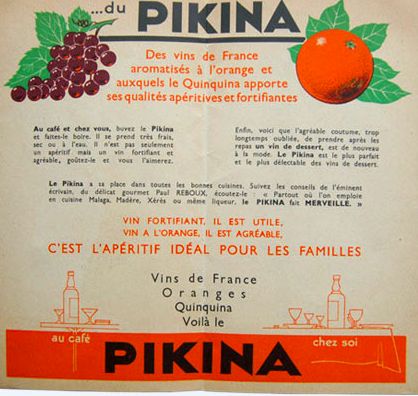 ...du PIKINA
Des vins de France
aromatisés à l'orange et
auxquels le Quinquina apporte
ses qualités apéritives et fortifiantes
Au café et chez vous, buvez le Pikina
et faites-le boire. Il se prend très frais,
sec ou à l'eau. Il n'est pas seulement
un apéritif mais un vin fortifiant et
agréable, goûtez-le et vous l'aimerez.
Enfin, voici que l'agréable coutume, trop
longtemps oubliée, de prendre après les
repas un vin de dessert, est de nouveau
à la mode. Le Pikina est le plus parfait
et le plus délectable des vins de dessert.
Le Pikina a sa place dans toutes les bonnes cuisines. Suivez les conseils de l'éminent
écrivain, du délicat gourmet Paul REBOUX, écoutez-le : « Partout où l'on emploie
en cuisine Malaga, Madère, Xérès ou même liqueur, le PIKINA fait MERVEILLE. »
VIN FORTIFIANT, IL EST UTILE,
VIN A L'ORANGE, IL EST AGRÉABLE,
C'EST L'APÉRITIF IDÉAL POUR LES FAMILLES
Vins de France
Oranges
Quinquina
Voilà le
au café
PIKINA
chez soi